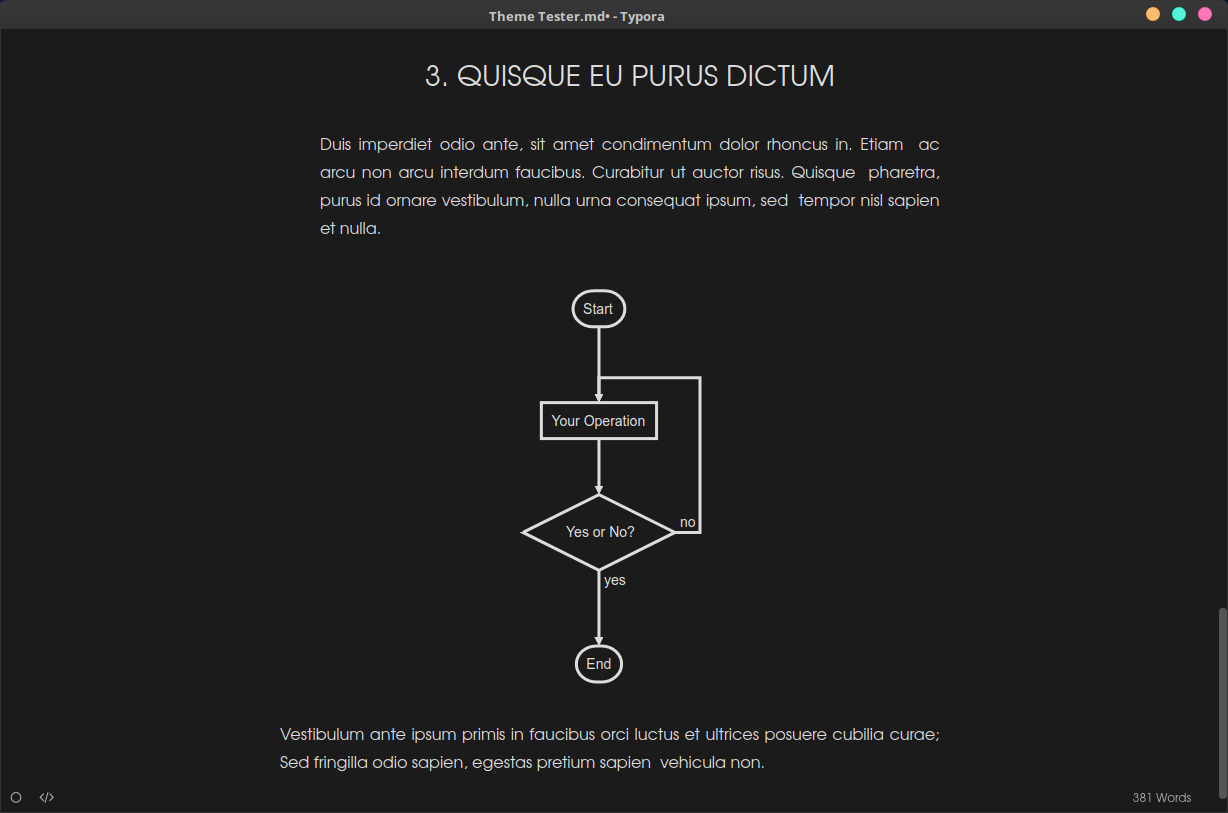 Theme Tester.md• - Typora
3. QUISQUE EU PURUS DICTUM
Duis imperdiet odio ante, sit amet condimentum dolor rhoncus in. Etiam ac
arcu non arcu interdum faucibus. Curabitur ut auctor risus. Quisque pharetra,
purus id ornare vestibulum, nulla urna consequat ipsum, sed tempor nisl sapien
et nulla.
Start
Your Operation
Yes or No?
no
yes
End
Vestibulum ante ipsum primis in faucibus orci luctus et ultrices posuere cubilia curae;
Sed fringilla odio sapien, egestas pretium sapien vehicula non.
</> 381 Words